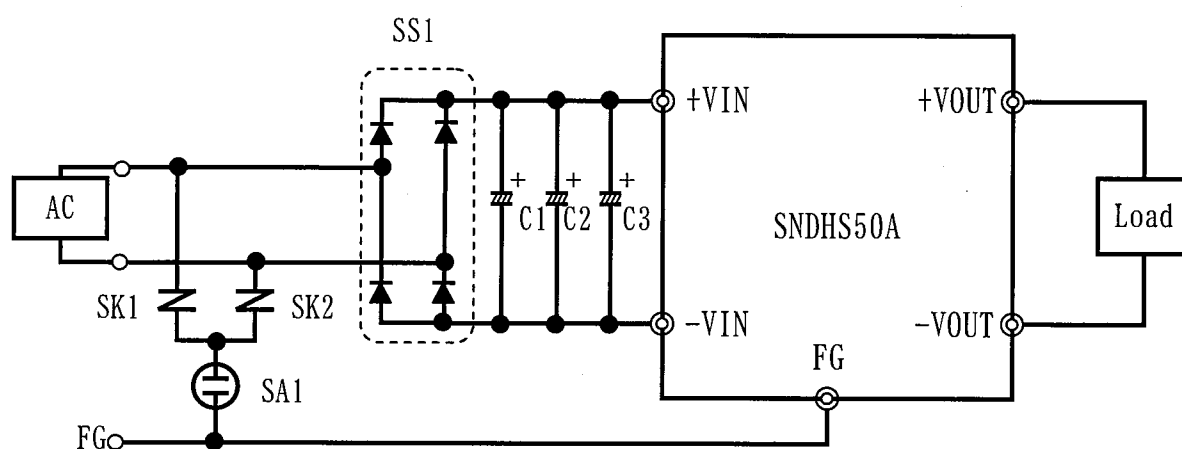 SS1
+VIN
+VOUT
AC
C1
C2
C3
SNDHS50A
Load
SK1
SK2
-VIN
-VOUT
FG
SA1
FG